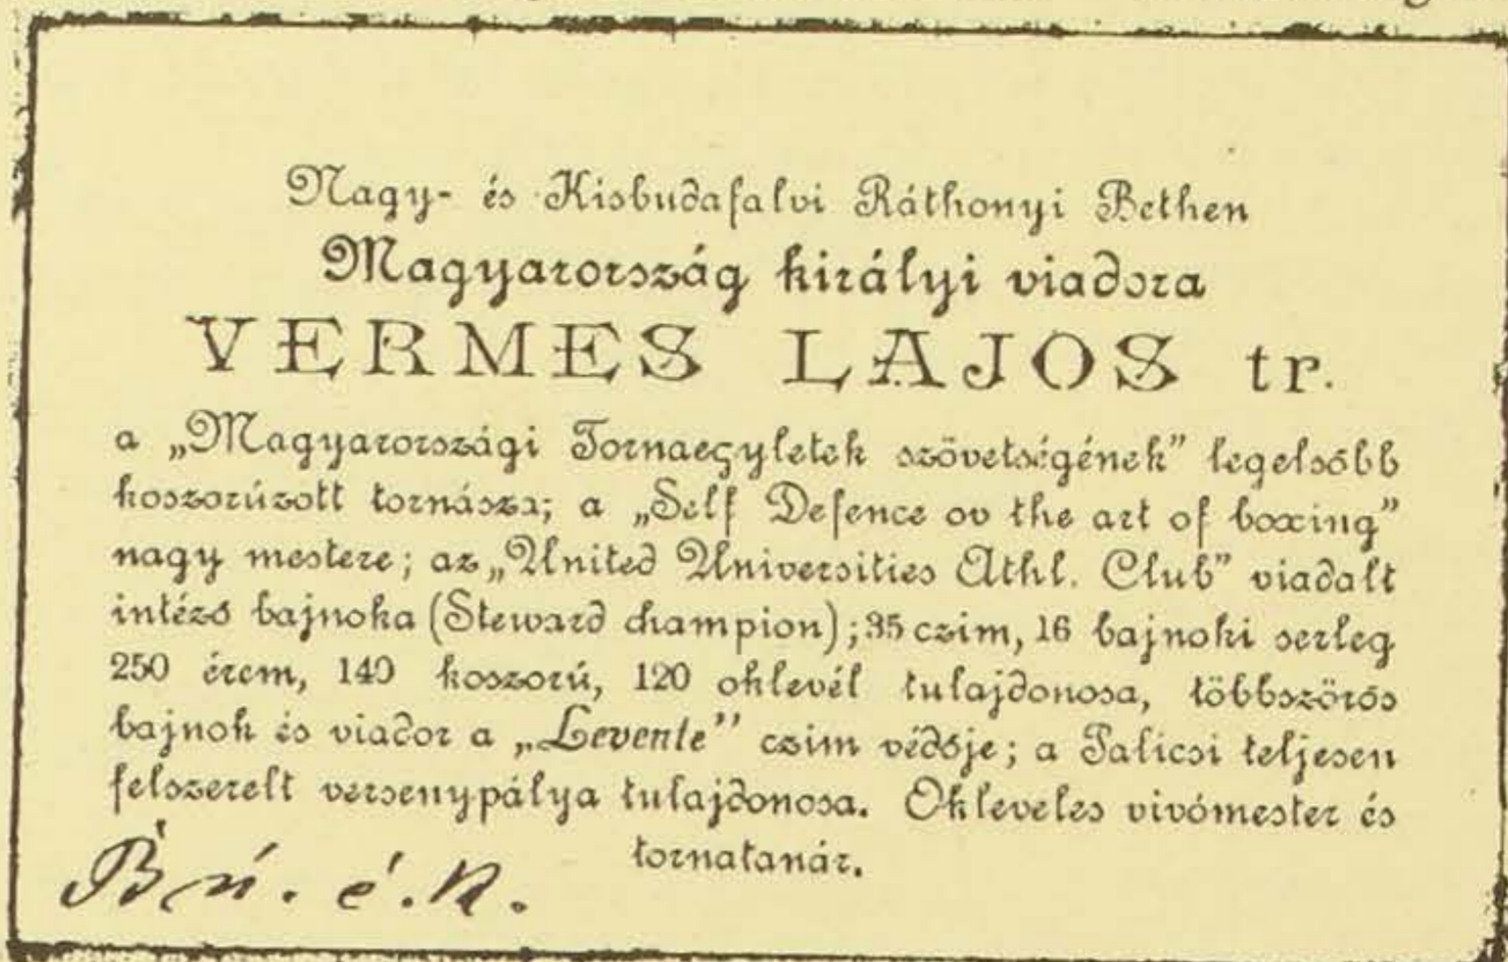 Nagy- és Kisbudafalvi Ráthonyi Bethen
Magyarország királyi viadora
VERMES LAJOS tr.
a „Magyarországi Tornaegyletek szövetségének” legelsőbb
koszorúzott tornásza; a „Self Defence ov the art of boxing”
nagy mestere; az „United Universities Athl. Club” viadalt
intéző bajnoka (Steward champion); 35 czim, 16 bajnoki serleg
250 érem, 140 koszorú, 120 oklevél tulajdonosa, többszörös
bajnok és viador a „Levente” czim védője; a Palicsi teljesen
felszerelt versenypálya tulajdonosa. Okleveles vivómester és
tornatanár.
B ú. é. k.